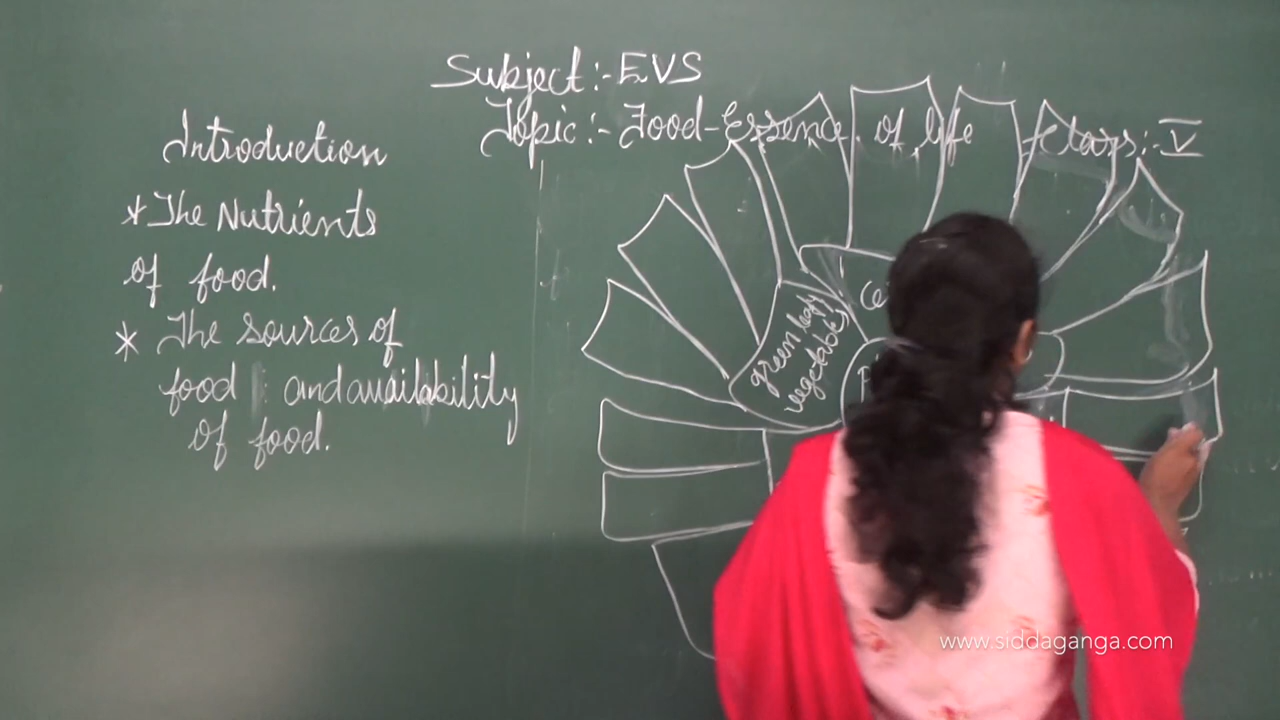 Subject :- EVS
Topic :- Food-Essence of life
Class :- V
Introduction
* The Nutrients
of food.
* The sources of
food : and availability
of food.
green leafy
vegetables
www.siddaganga.com